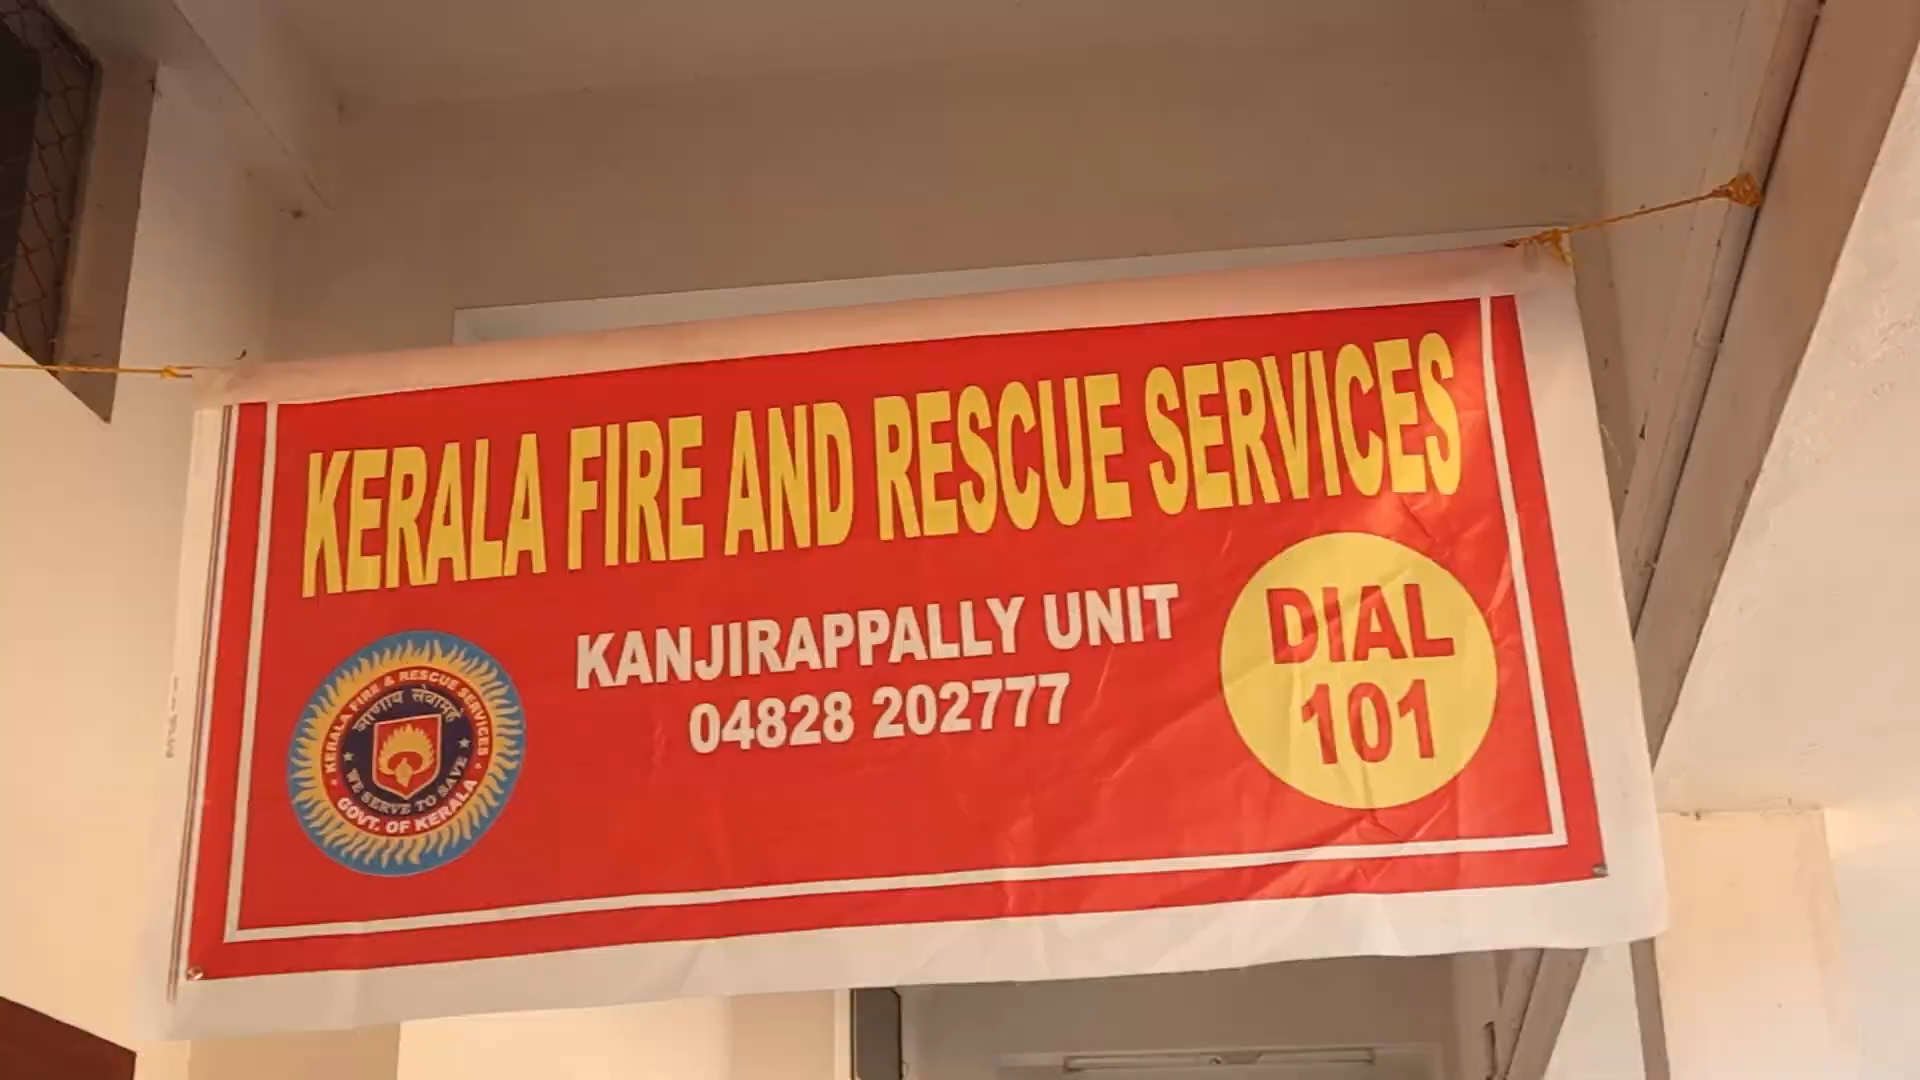 KERALA FIRE AND RESCUE SERVICES
KANJIRAPPALLY UNIT
04828 202777
DIAL
101
KERALA FIRE & RESCUE SERVICES
त्राणाय सेवामहे
WE SERVE TO SAVE
GOVT. OF KERALA